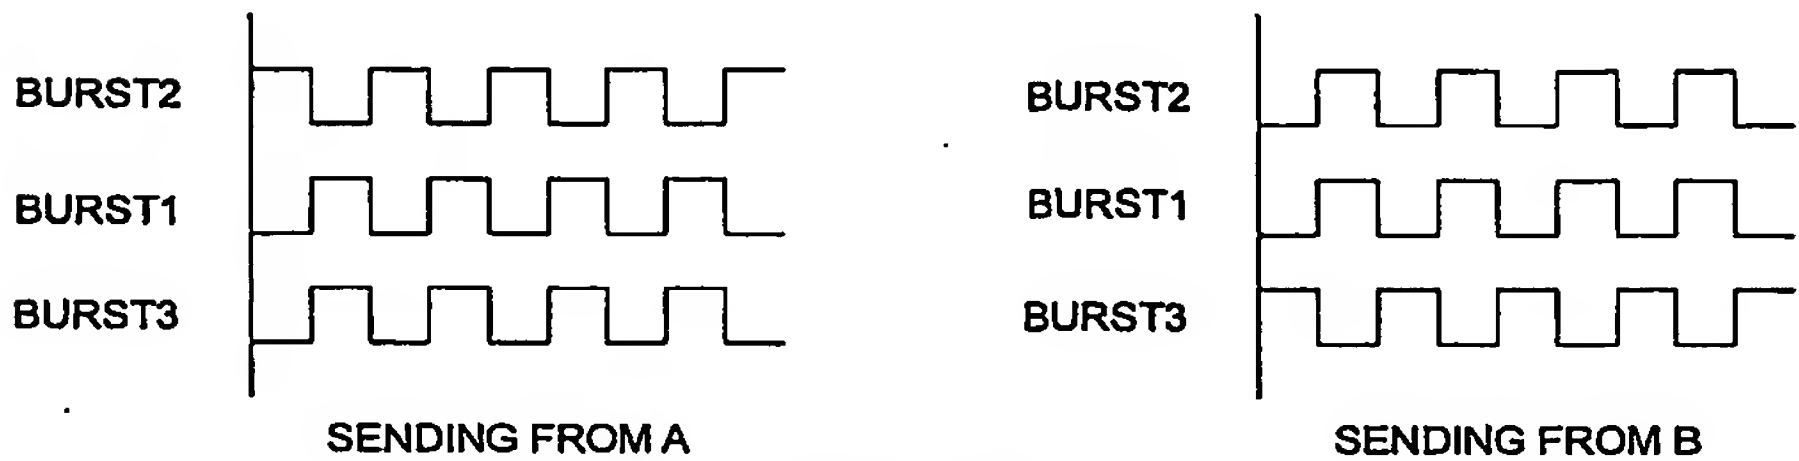 BURST2
BURST1
BURST3
SENDING FROM A
BURST2
BURST1
BURST3
SENDING FROM B